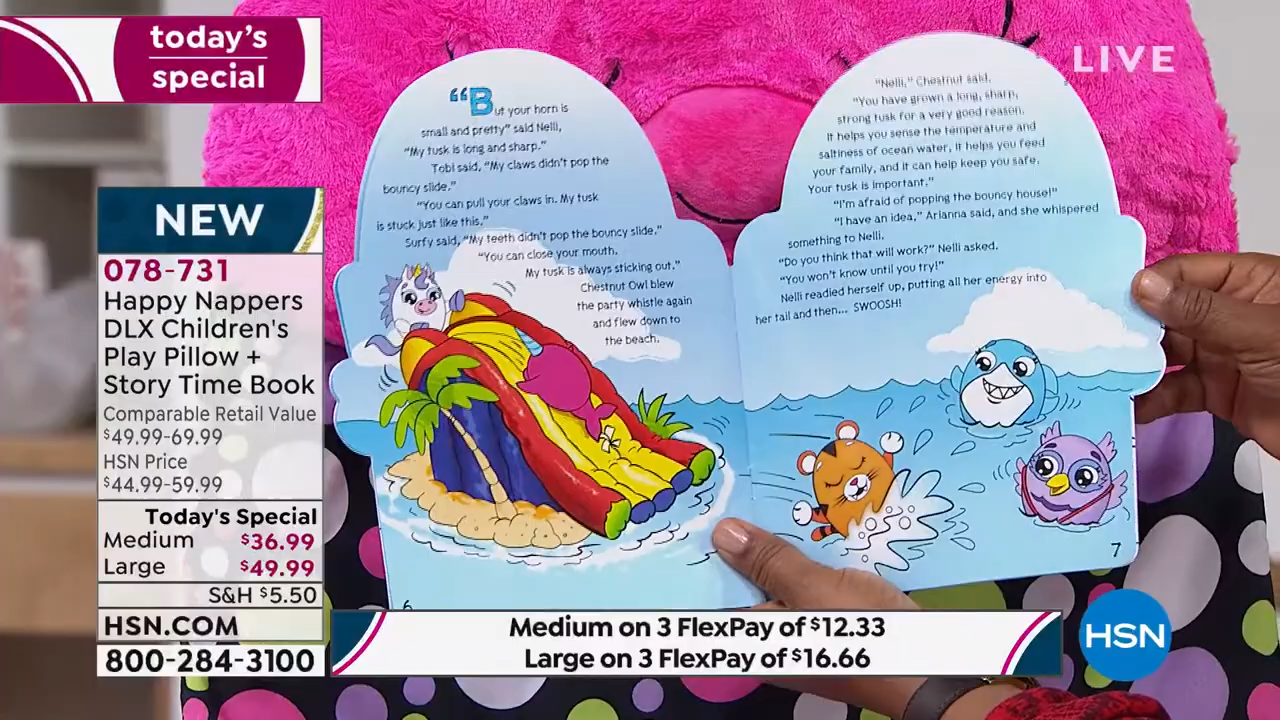 today's
special
LIVE
NEW
078-731
Happy Nappers
DLX Children's
Play Pillow +
Story Time Book
Comparable Retail Value
$49.99-69.99
HSN Price
$44.99-59.99
Today's Special
Medium $36.99
Large $49.99
S&H $5.50
HSN.COM
800-284-3100
Medium on 3 FlexPay of $12.33
Large on 3 FlexPay of $16.66
HSN
“But your horn is
small and pretty” said Nelli,
“My tusk is long and sharp.”
Tobi said, “My claws didn't pop the
bouncy slide.”
“You can pull your claws in. My tusk
is stuck just like this.”
Surfy said, “My teeth didn't pop the bouncy slide.”
“You can close your mouth.
My tusk is always sticking out.”
Chestnut Owl blew
the party whistle again
and flew down to
the beach.
6
“Nelli,” Chestnut said,
“You have grown a long, sharp,
strong tusk for a very good reason.
It helps you sense the temperature and
saltiness of ocean water, it helps you feed
your family, and it can help keep you safe.
Your tusk is important.”
“I'm afraid of popping the bouncy house!”
“I have an idea,” Arianna said, and she whispered
something to Nelli.
“Do you think that will work?” Nelli asked.
“You won't know until you try!”
Nelli readied herself up, putting all her energy into
her tail and then... SWOOSH!
7